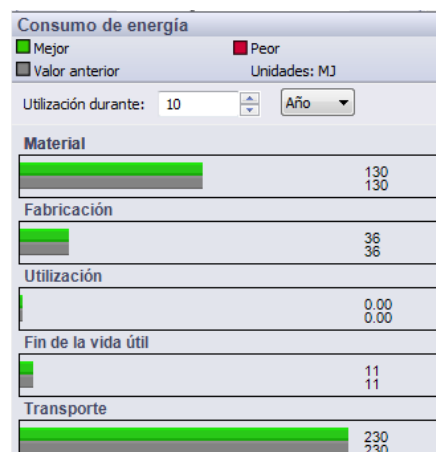 Consumo de energía
Mejor Peor
Valor anterior Unidades: MJ
Utilización durante: 10 Año
Material
130
130
Fabricación
36
36
Utilización
0.00
0.00
Fin de la vida útil
11
11
Transporte
230
230